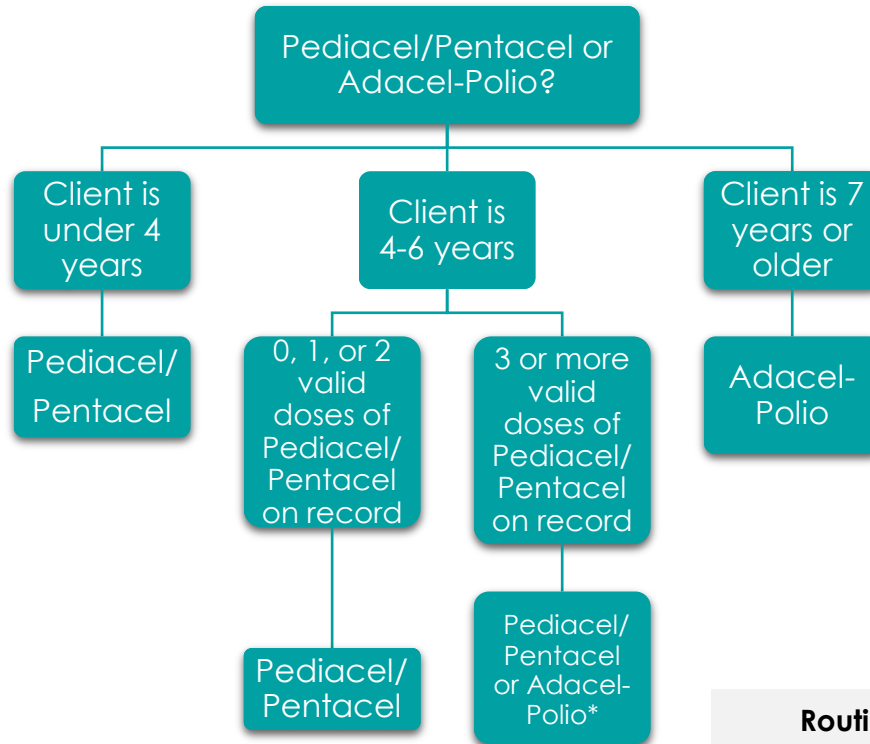 Pediacel/Pentacel or
Adacel-Polio?
Client is
under 4
years
Client is
4-6 years
Client is 7
years or
older
Pediacel/
Pentacel
0, 1, or 2
valid
doses of
Pediacel/
Pentacel
on record
3 or more
valid
doses of
Pediacel/
Pentacel
on record
Adacel-
Polio
Pediacel/
Pentacel
Pediacel/
Pentacel
or Adacel-
Polio*